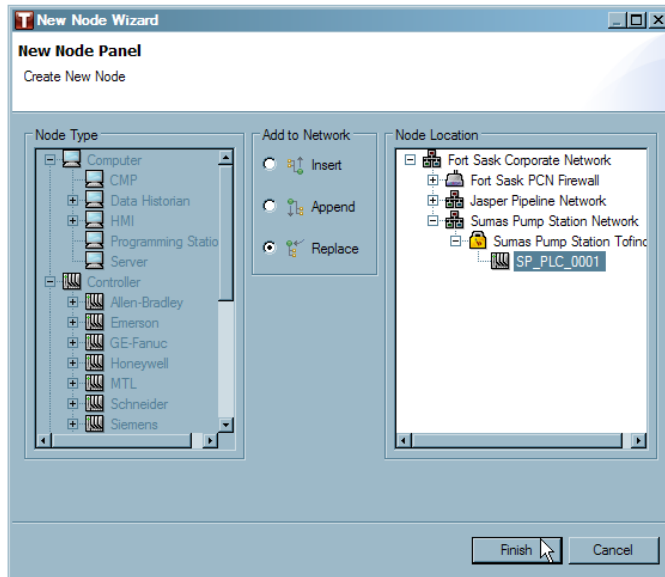 New Node Wizard
New Node Panel
Create New Node
Node Type
Computer
CMP
Data Historian
HMI
Programming Statio
Server
Controller
Allen-Bradley
Emerson
GE-Fanuc
Honeywell
MTL
Schneider
Siemens
Add to Network
Insert
Append
Replace
Node Location
Fort Sask Corporate Network
Fort Sask PCN Firewall
Jasper Pipeline Network
Sumas Pump Station Network
Sumas Pump Station Tofino
SP_PLC_0001
Finish
Cancel